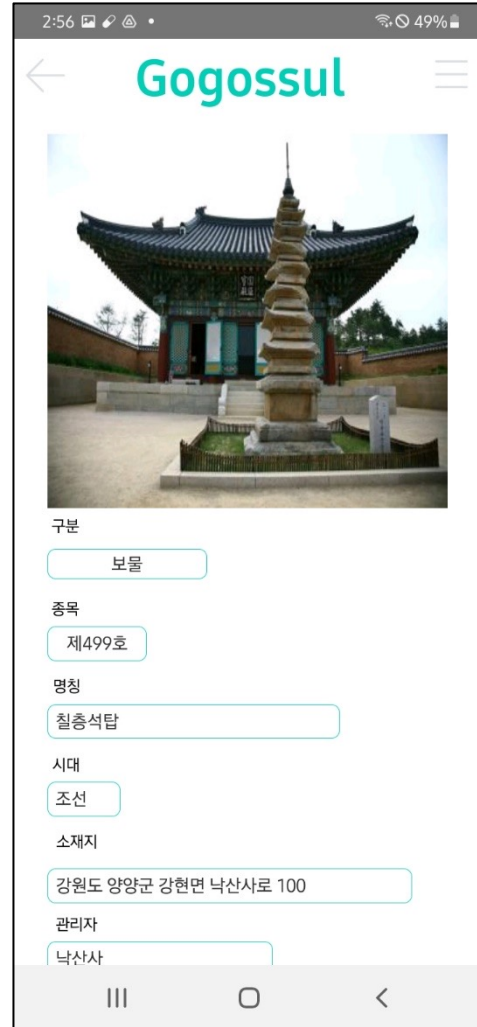 2:56
49%
Gogossul
구분
보물
종목
제499호
명칭
칠층석탑
시대
조선
소재지
강원도 양양군 강현면 낙산사로 100
관리자
낙산사